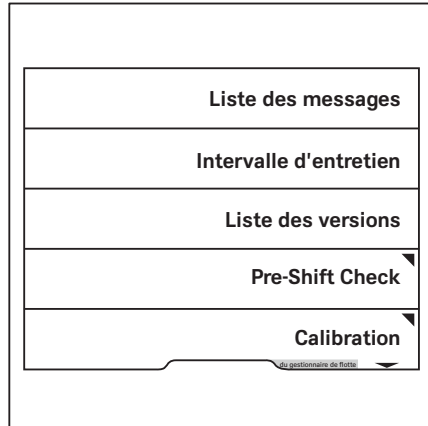 Liste des messages
Intervalle d'entretien
Liste des versions
Pre-Shift Check
Calibration
du gestionnaire de flotte